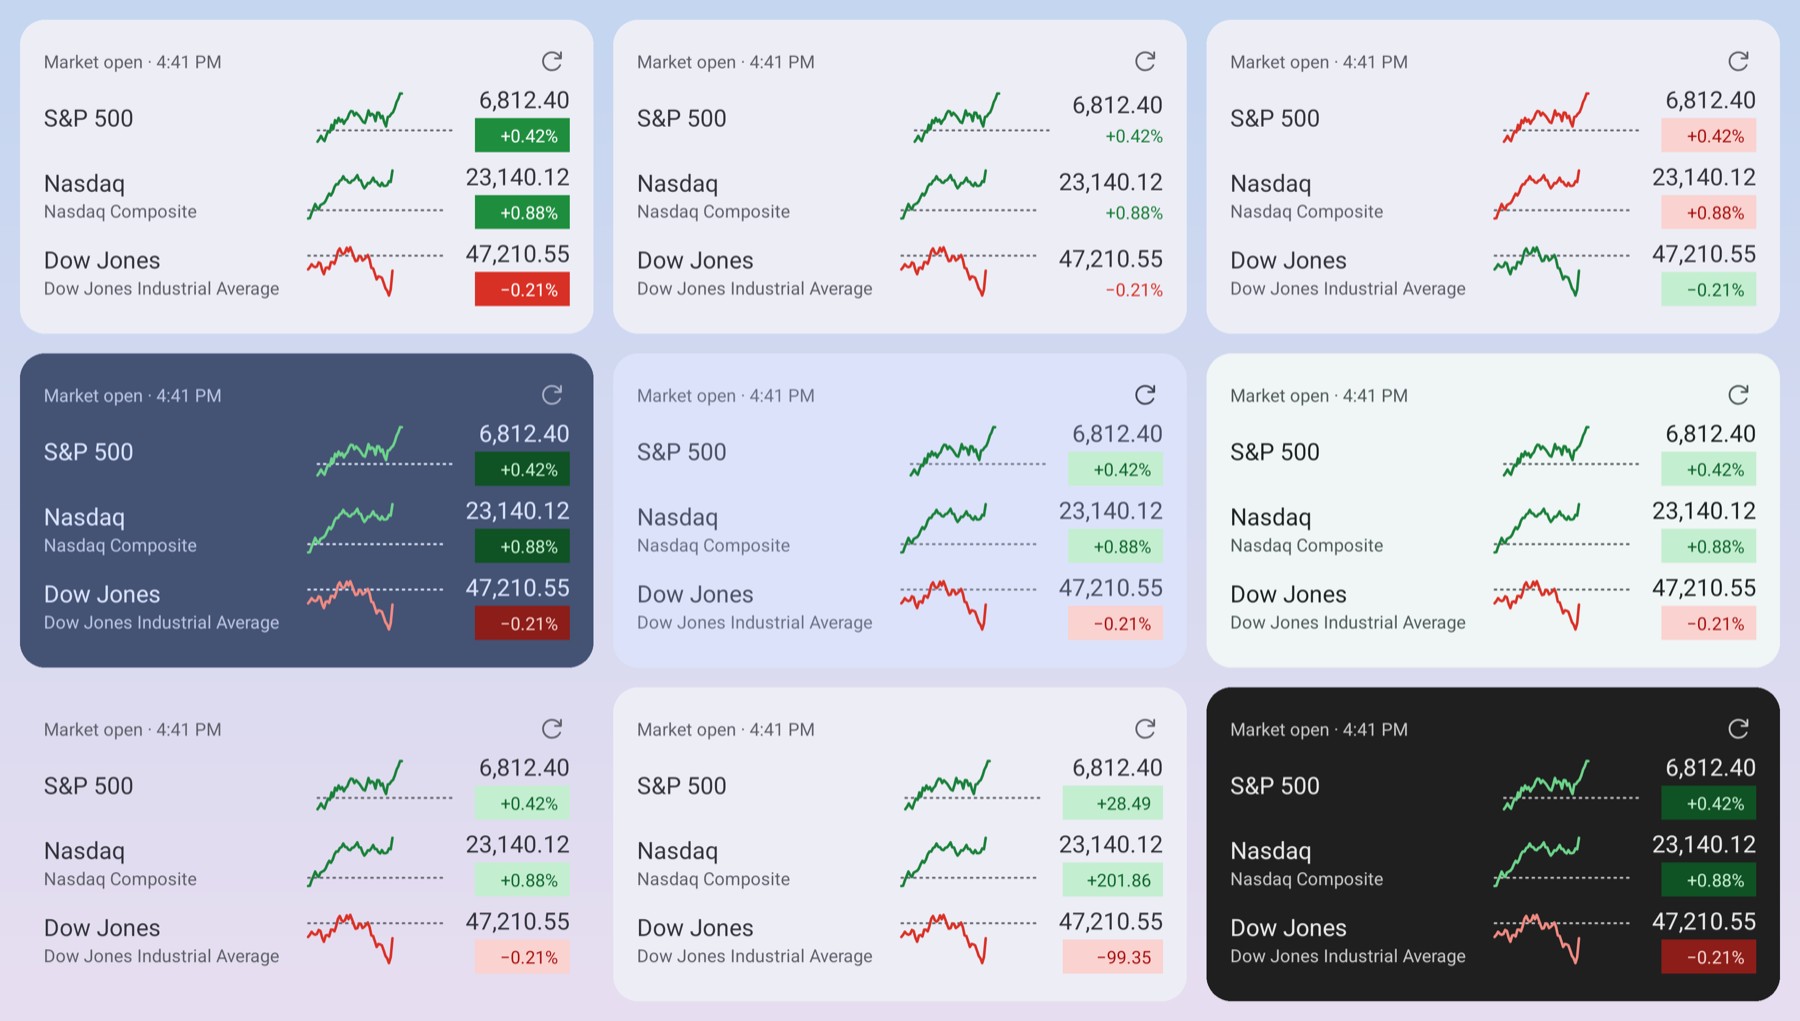 Market open · 4:41 PM
S&P 500
6,812.40
+0.42%
Nasdaq
Nasdaq Composite
23,140.12
+0.88%
Dow Jones
Dow Jones Industrial Average
47,210.55
−0.21%
Market open · 4:41 PM
S&P 500
6,812.40
+0.42%
Nasdaq
Nasdaq Composite
23,140.12
+0.88%
Dow Jones
Dow Jones Industrial Average
47,210.55
−0.21%
Market open · 4:41 PM
S&P 500
6,812.40
+0.42%
Nasdaq
Nasdaq Composite
23,140.12
+0.88%
Dow Jones
Dow Jones Industrial Average
47,210.55
−0.21%
Market open · 4:41 PM
S&P 500
6,812.40
+0.42%
Nasdaq
Nasdaq Composite
23,140.12
+0.88%
Dow Jones
Dow Jones Industrial Average
47,210.55
−0.21%
Market open · 4:41 PM
S&P 500
6,812.40
+0.42%
Nasdaq
Nasdaq Composite
23,140.12
+0.88%
Dow Jones
Dow Jones Industrial Average
47,210.55
−0.21%
Market open · 4:41 PM
S&P 500
6,812.40
+0.42%
Nasdaq
Nasdaq Composite
23,140.12
+0.88%
Dow Jones
Dow Jones Industrial Average
47,210.55
−0.21%
Market open · 4:41 PM
S&P 500
6,812.40
+0.42%
Nasdaq
Nasdaq Composite
23,140.12
+0.88%
Dow Jones
Dow Jones Industrial Average
47,210.55
−0.21%
Market open · 4:41 PM
S&P 500
6,812.40
+28.49
Nasdaq
Nasdaq Composite
23,140.12
+201.86
Dow Jones
Dow Jones Industrial Average
47,210.55
−99.35
Market open · 4:41 PM
S&P 500
6,812.40
+0.42%
Nasdaq
Nasdaq Composite
23,140.12
+0.88%
Dow Jones
Dow Jones Industrial Average
47,210.55
−0.21%